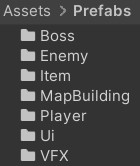 Assets > Prefabs
Boss
Enemy
Item
MapBuilding
Player
Ui
VFX